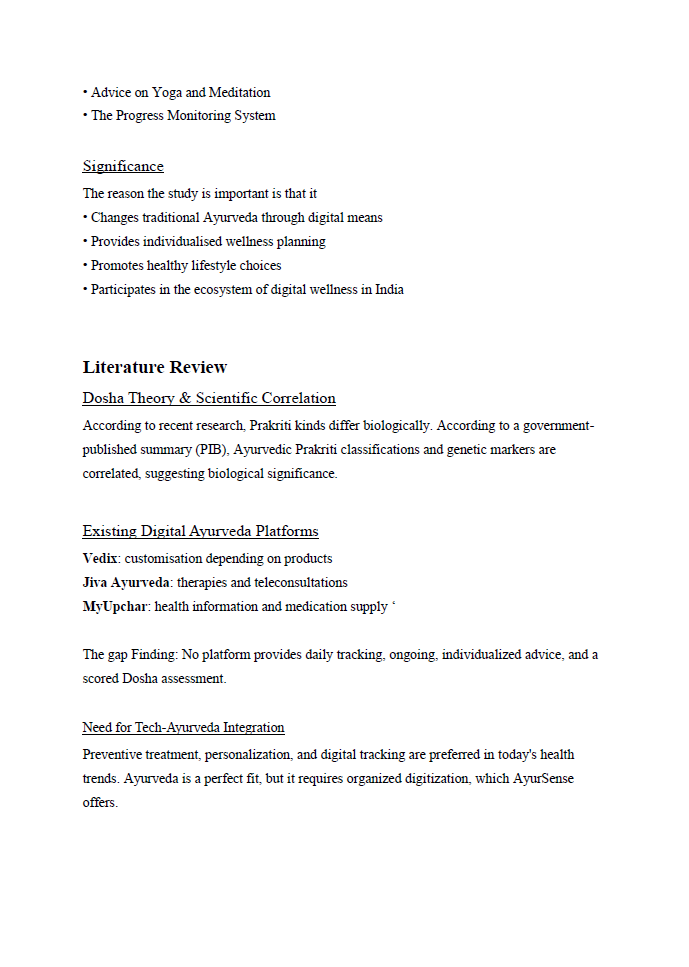 • Advice on Yoga and Meditation
• The Progress Monitoring System
Significance
The reason the study is important is that it
• Changes traditional Ayurveda through digital means
• Provides individualised wellness planning
• Promotes healthy lifestyle choices
• Participates in the ecosystem of digital wellness in India
Literature Review
Dosha Theory & Scientific Correlation
According to recent research, Prakriti kinds differ biologically. According to a government-
published summary (PIB), Ayurvedic Prakriti classifications and genetic markers are
correlated, suggesting biological significance.
Existing Digital Ayurveda Platforms
Vedix: customisation depending on products
Jiva Ayurveda: therapies and teleconsultations
MyUpchar: health information and medication supply ‘
The gap Finding: No platform provides daily tracking, ongoing, individualized advice, and a
scored Dosha assessment.
Need for Tech-Ayurveda Integration
Preventive treatment, personalization, and digital tracking are preferred in today's health
trends. Ayurveda is a perfect fit, but it requires organized digitization, which AyurSense
offers.